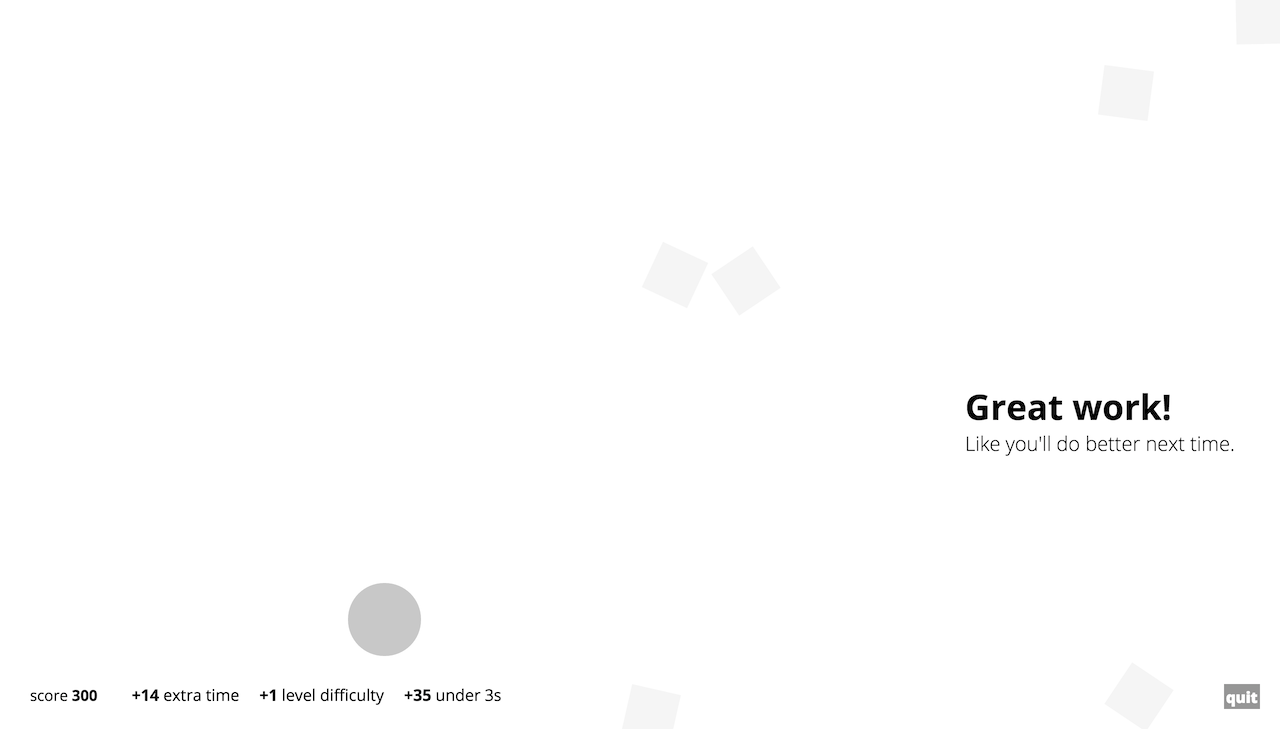 Great work!
Like you'll do better next time.
score 300 +14 extra time +1 level difficulty +35 under 3s
quit